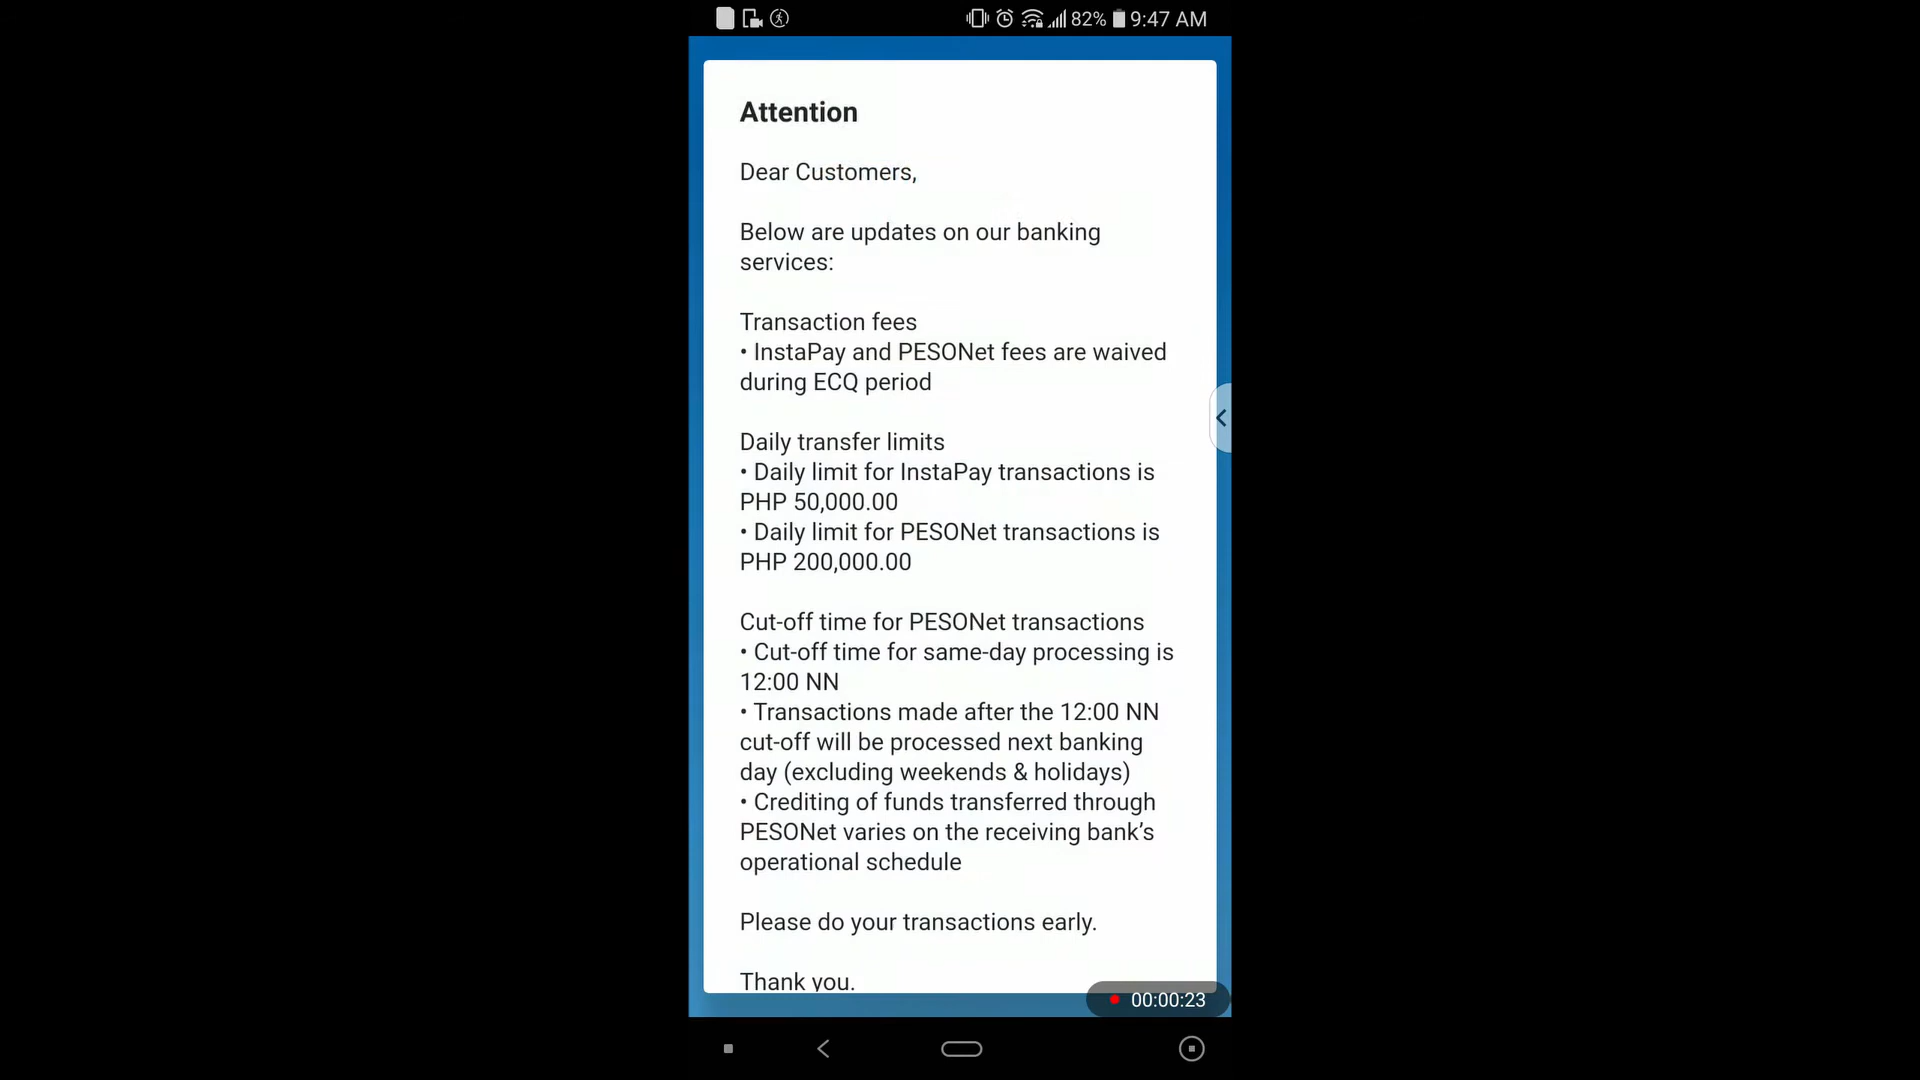 82% 9:47 AM
Attention
Dear Customers,
Below are updates on our banking
services:
Transaction fees
• InstaPay and PESONet fees are waived
during ECQ period
Daily transfer limits
• Daily limit for InstaPay transactions is
PHP 50,000.00
• Daily limit for PESONet transactions is
PHP 200,000.00
Cut-off time for PESONet transactions
• Cut-off time for same-day processing is
12:00 NN
• Transactions made after the 12:00 NN
cut-off will be processed next banking
day (excluding weekends & holidays)
• Crediting of funds transferred through
PESONet varies on the receiving bank’s
operational schedule
Please do your transactions early.
Thank you.
00:00:23